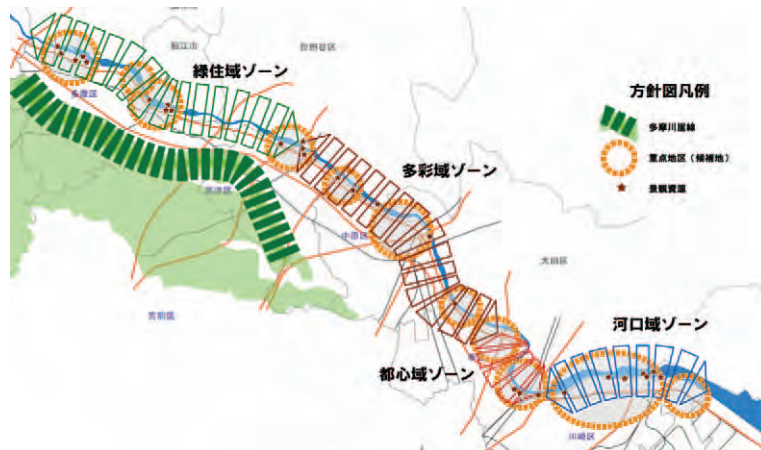 狛江市
世田谷区
緑住域ゾーン
多摩区
方針図凡例
多摩川崖線
重点地区（候補地）
景観資源
多彩域ゾーン
高津区
中原区
大田区
宮前区
河口域ゾーン
都心域ゾーン
川崎区